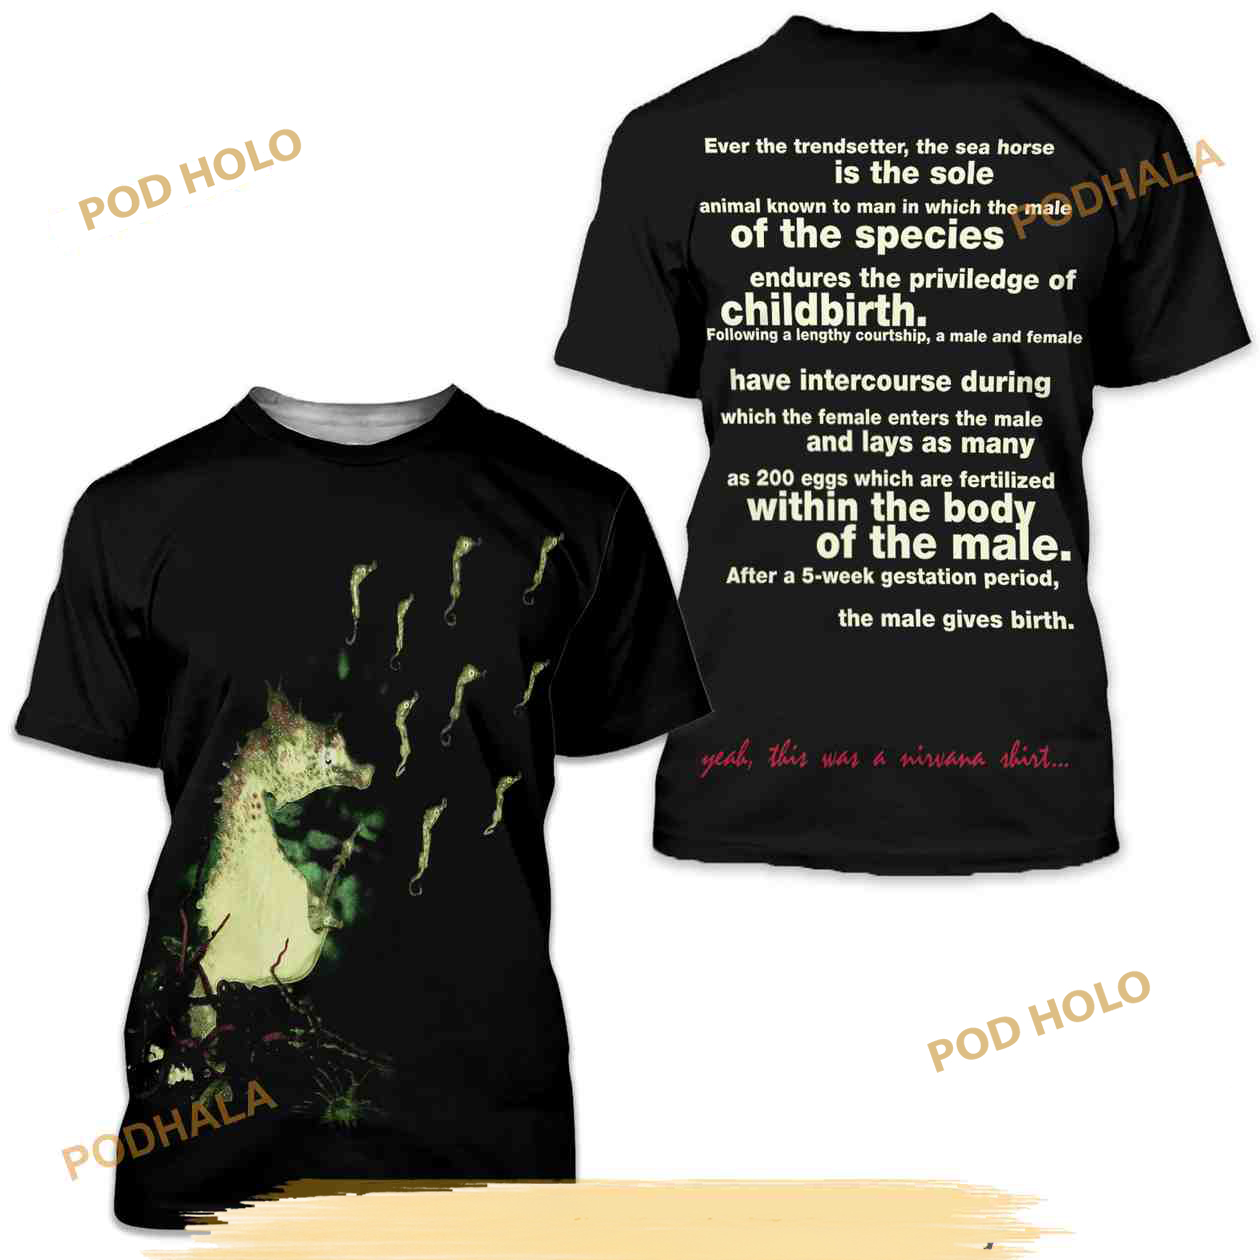 POD HOLO
Ever the trendsetter, the sea horse
is the sole
animal known to man in which the male
PODHALA
of the species
endures the priviledge of
childbirth.
Following a lengthy courtship, a male and female
have intercourse during
which the female enters the male
and lays as many
as 200 eggs which are fertilized
within the body
of the male.
After a 5-week gestation period,
the male gives birth.
yeah, this was a nirvana shirt...
POD HOLO
PODHALA